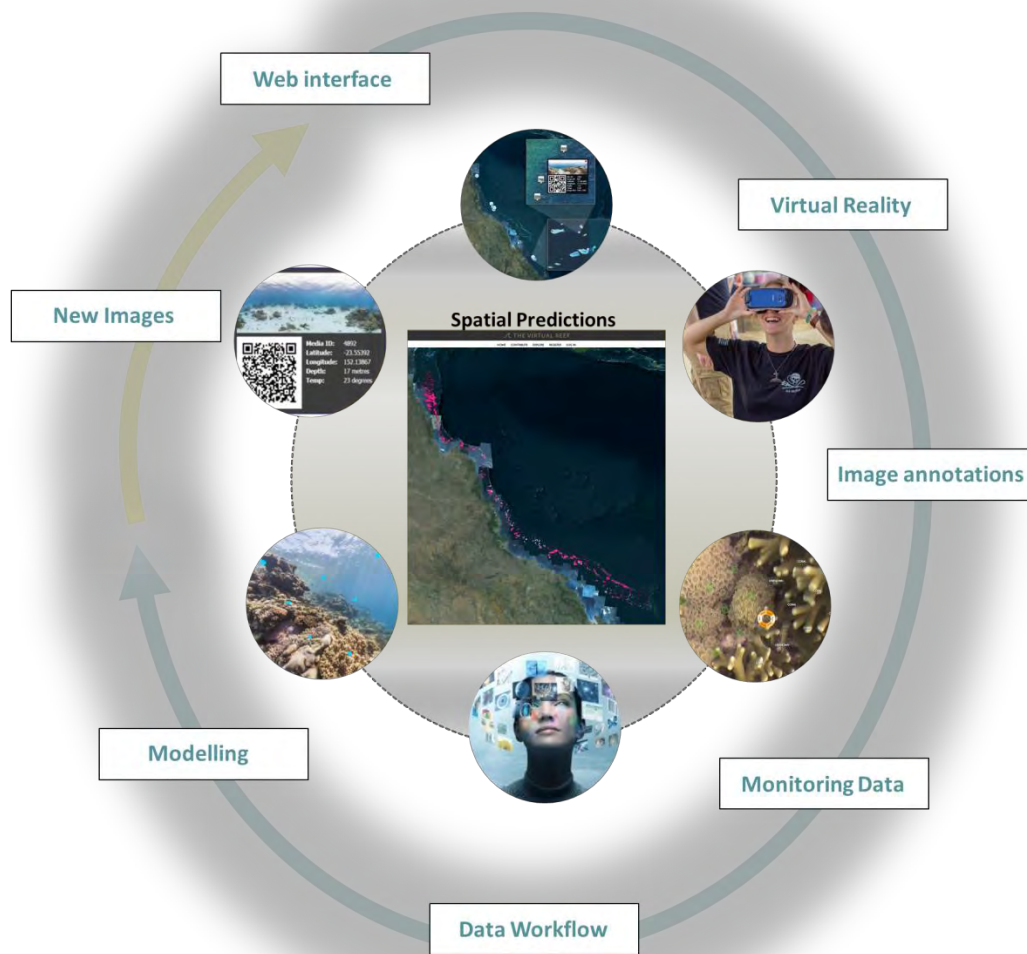 Web interface
Virtual Reality
New Images
Media ID: 4892
Latitude: -23.55392
Longitude: 152.13867
Depth: 17 metres
Temp: 23 degrees
Spatial Predictions
THE VIRTUAL REEF
Image annotations
Modelling
Monitoring Data
Data Workflow